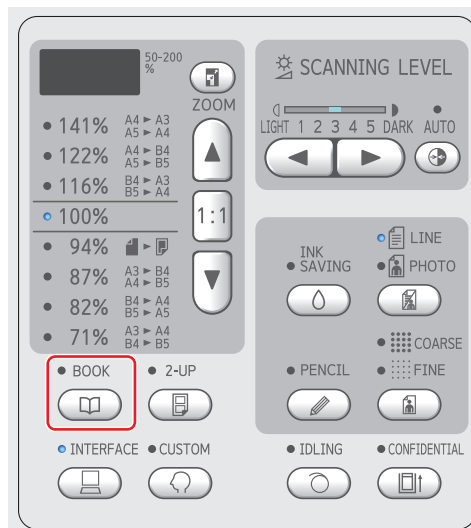 50-200
%
ZOOM
141% A4 ► A3
A5 ► A4
122% A4 ► B4
A5 ► B5
116% B4 ► A3
B5 ► A4
100%
1:1
94%
87% A3 ► B4
A4 ► B5
82% B4 ► A4
B5 ► A5
71% A3 ► A4
B4 ► B5
BOOK
2-UP
INTERFACE
CUSTOM
SCANNING LEVEL
LIGHT 1 2 3 4 5 DARK AUTO
INK
SAVING
LINE
PHOTO
PENCIL
COARSE
FINE
IDLING
CONFIDENTIAL